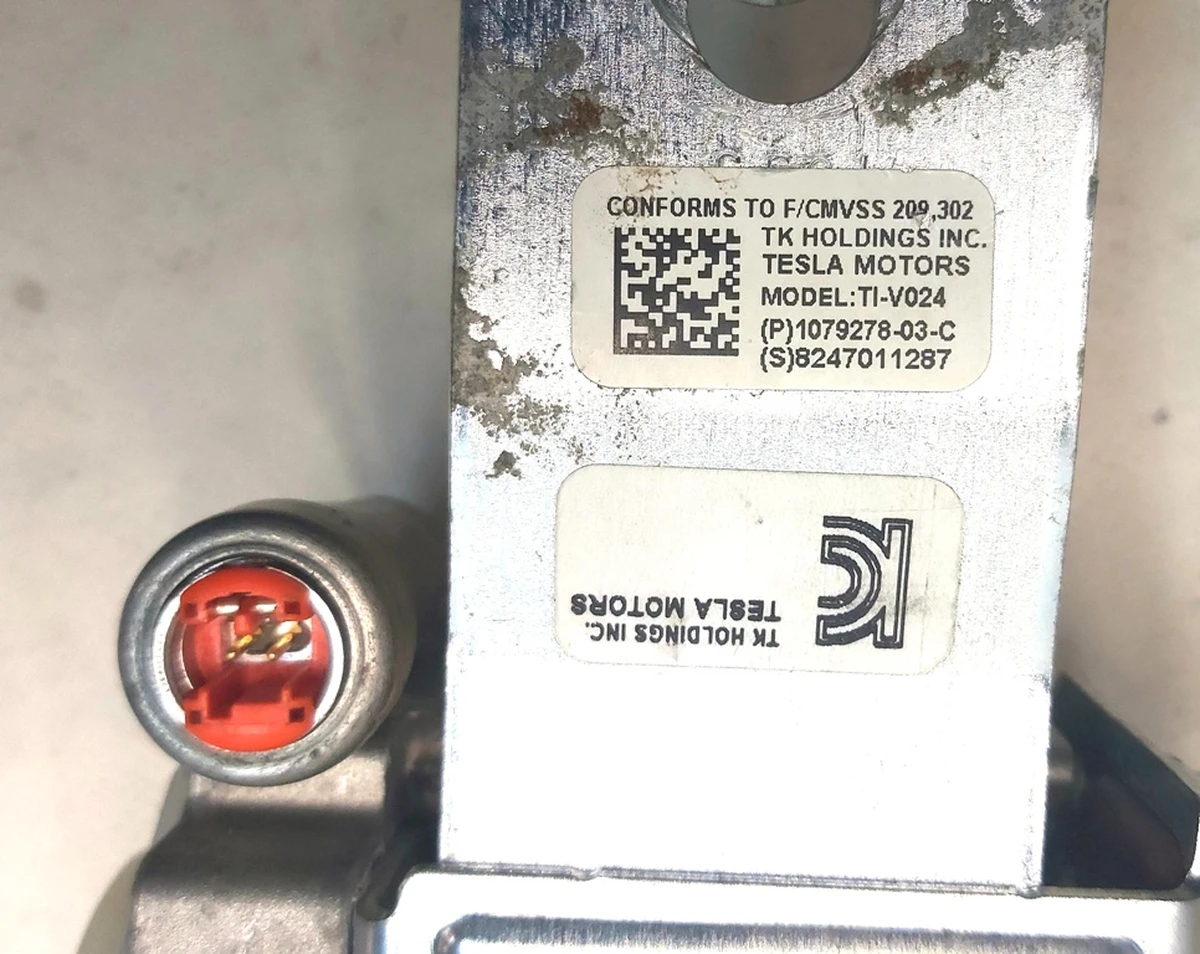 CONFORMS TO F/CMVSS 209,302
TK HOLDINGS INC.
TESLA MOTORS
MODEL:TI-V024
(P)1079278-03-C
(S)8247011287
TK HOLDINGS INC.
TESLA MOTORS